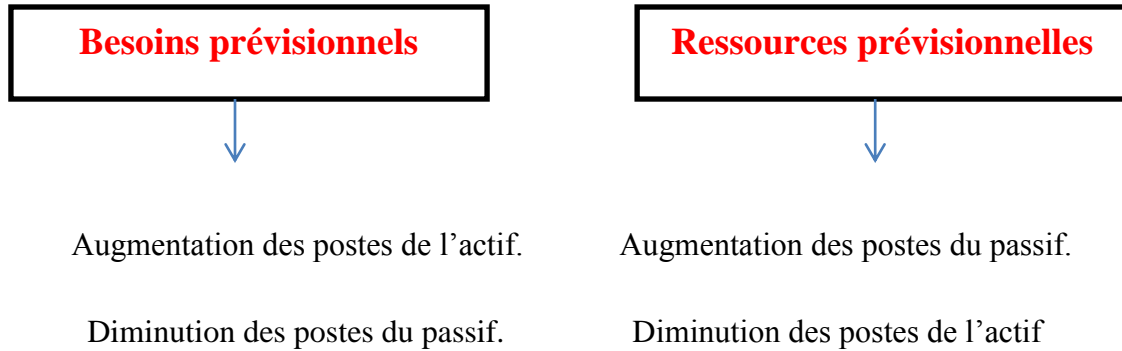 Besoins prévisionnels
Ressources prévisionnelles
Augmentation des postes de l’actif.
Augmentation des postes du passif.
Diminution des postes du passif.
Diminution des postes de l’actif